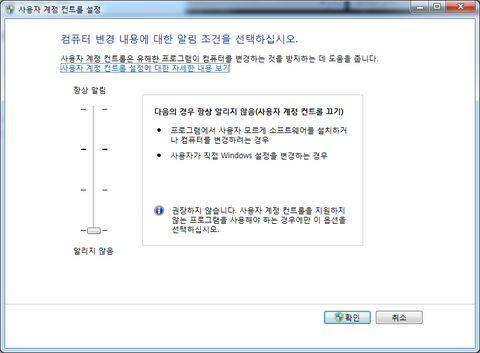 사용자 계정 컨트롤 설정
컴퓨터 변경 내용에 대한 알림 조건을 선택하십시오.
사용자 계정 컨트롤은 유해한 프로그램이 컴퓨터를 변경하는 것을 방지하는 데 도움을 줍니다.
사용자 계정 컨트롤 설정에 대한 자세한 내용 보기
항상 알림
다음의 경우 항상 알리지 않음(사용자 계정 컨트롤 끄기)
• 프로그램에서 사용자 모르게 소프트웨어를 설치하거
나 컴퓨터를 변경하려는 경우
• 사용자가 직접 Windows 설정을 변경하는 경우
권장하지 않습니다. 사용자 계정 컨트롤을 지원하지
않는 프로그램을 사용해야 하는 경우에만 이 옵션을
선택하십시오.
알리지 않음
확인
취소